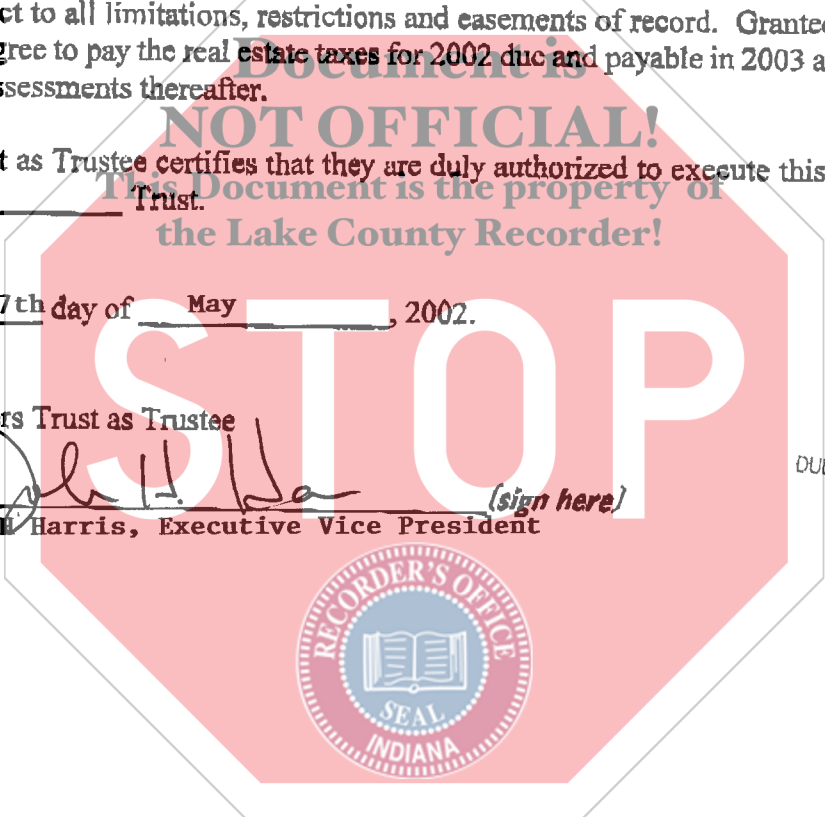 ct to all limitations, restrictions and easements of record. Grantee
gree to pay the real estate taxes for 2002 due and payable in 2003 a
ssessments thereafter.
Document is
NOT OFFICIAL!
t as Trustee certifies that they are duly authorized to execute this
This Document is the property of
Trust.
the Lake County Recorder!
7th day of May, 2002.
STOP
rs Trust as Trustee
DUL
(sign here)
H Harris, Executive Vice President
RECORDER'S OFFICE
SEAL
INDIANA